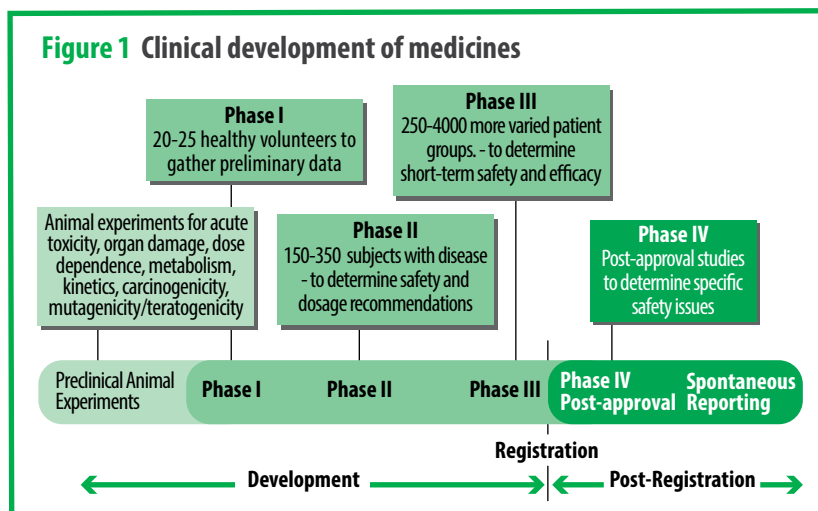 Figure 1 Clinical development of medicines
Phase I
20-25 healthy volunteers to
gather preliminary data
Phase III
250-4000 more varied patient
groups. - to determine
short-term safety and efficacy
Animal experiments for acute
toxicity, organ damage, dose
dependence, metabolism,
kinetics, carcinogenicity,
mutagenicity/teratogenicity
Phase II
150-350 subjects with disease
- to determine safety and
dosage recommendations
Phase IV
Post-approval studies
to determine specific
safety issues
Preclinical Animal
Experiments
Phase I
Phase II
Phase III
Phase IV
Post-approval
Spontaneous
Reporting
Registration
Development
Post-Registration